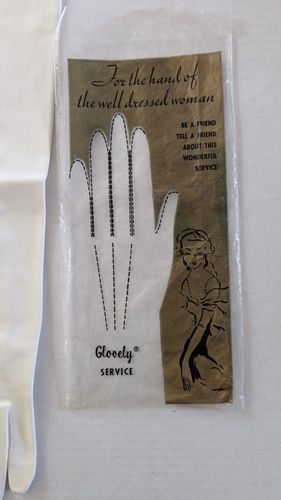 For the hand of
the well dressed woman
BE A FRIEND
TELL A FRIEND
ABOUT THIS
WONDERFUL
SERVICE
Glovely®
SERVICE